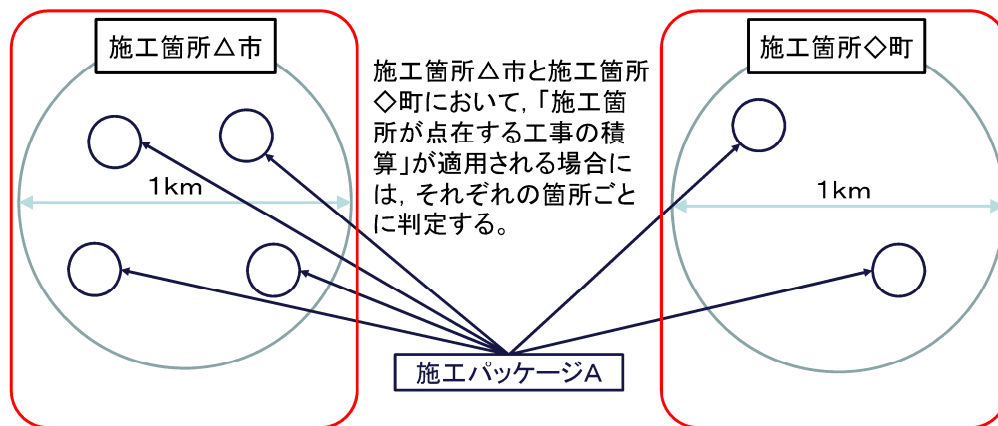 施工箇所△市
施工箇所◇町
施工箇所△市と施工箇所
◇町において,「施工箇
所が点在する工事の積
算」が適用される場合に
は,それぞれの箇所ごと
に判定する。
1km
1km
施工パッケージA